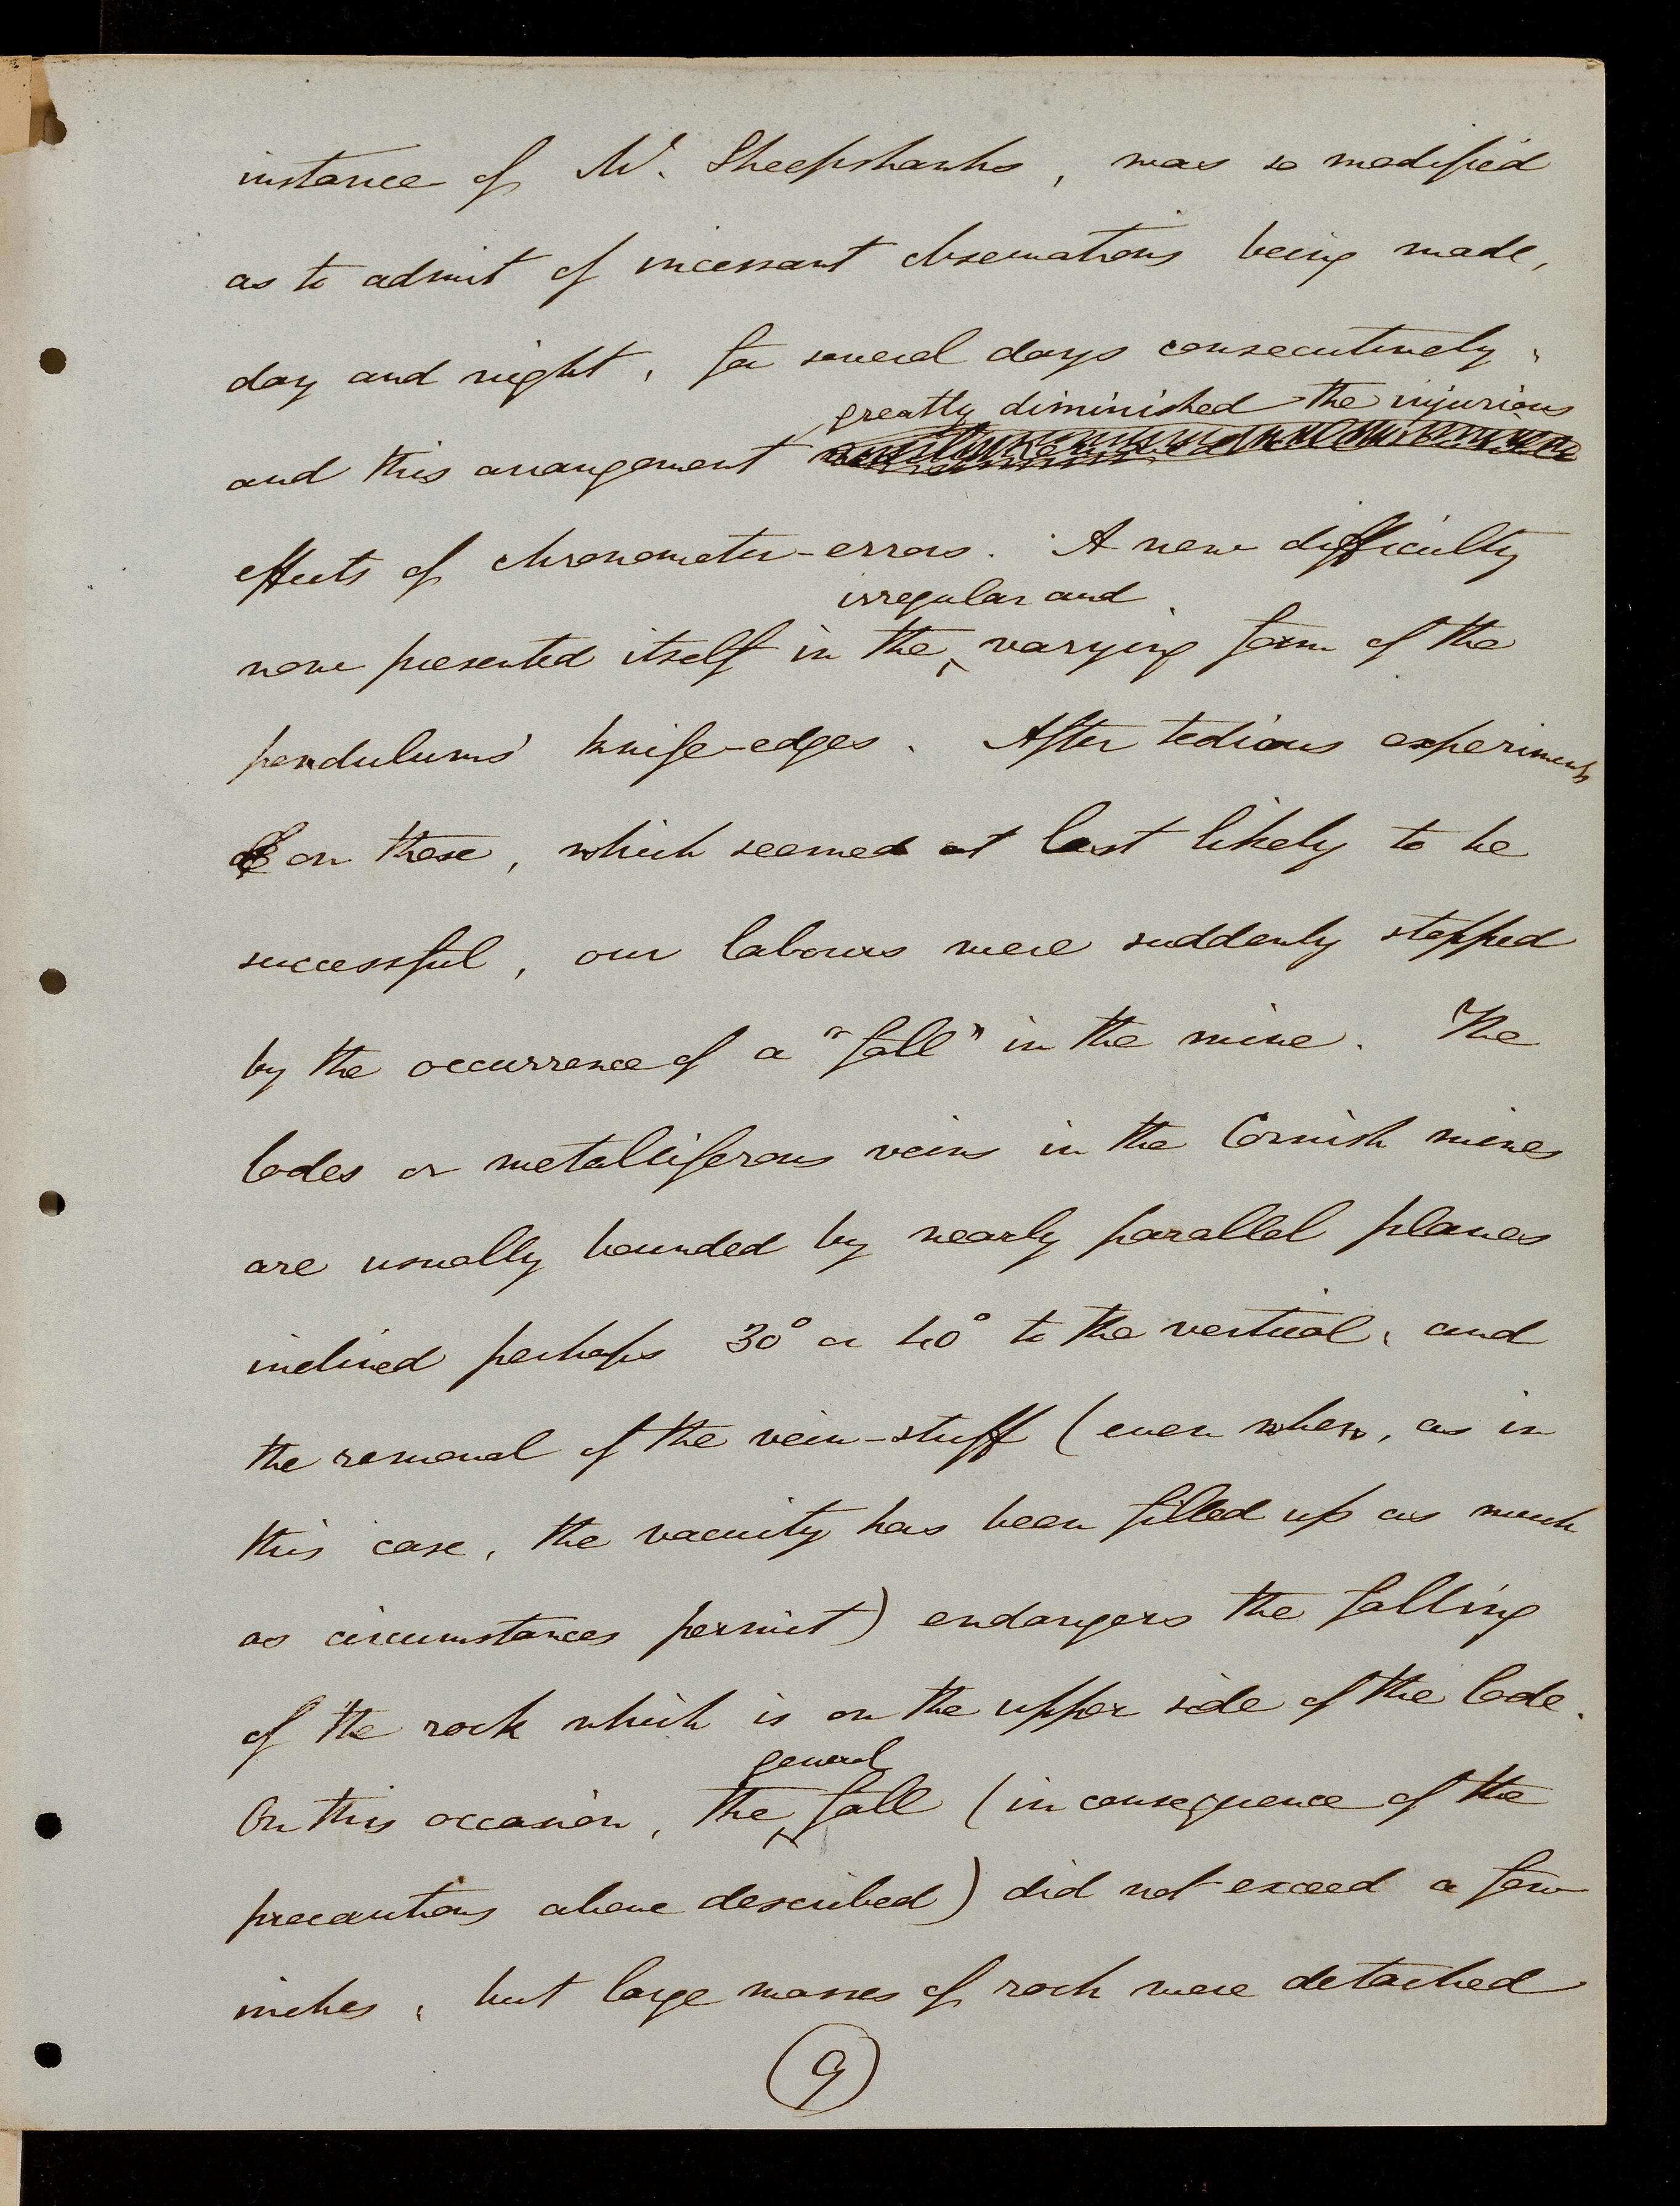 instance of Mr. Sheepshanks, was so modified
as to admit of incessant observations being made,
day and night, for several days consecutively,
greatly diminished the injurious
and this arrangement
effects of chronometer-errors. A new difficulty
irregular and
now presented itself in the ‸ varying form of the
pendulums' knife-edges. After tedious experiments
on these, which seemed at last likely to be
successful, our labours were suddenly stopped
by the occurrence of a "fall" in the mine. The
lodes or metalliferous veins in the Cornish mines
are usually bounded by nearly parallel planes
inclined perhaps 30° or 40° to the vertical, and
the removal of the vein-stuff (even when, as in
this case, the vacuity has been filled up as much
as circumstances permit) endangers the falling
of the rock which is on the upper side of the lode.
general
On this occasion, the ‸ fall (in consequence of the
precautions above described) did not exceed a few
inches, but large masses of rock were detached
9